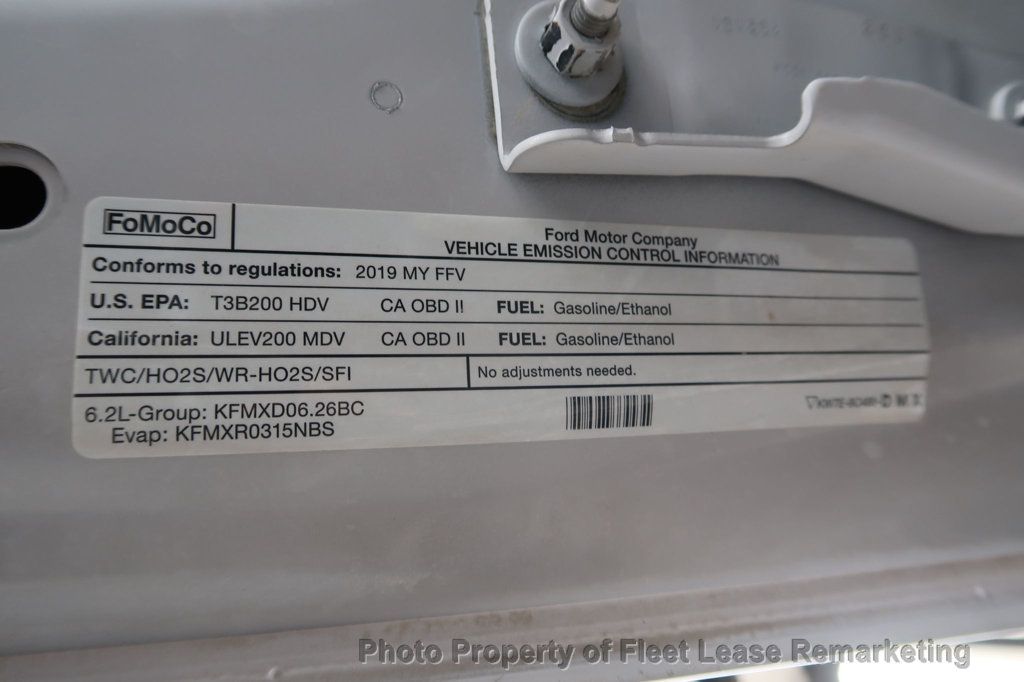 FoMoCo
Ford Motor Company
VEHICLE EMISSION CONTROL INFORMATION
Conforms to regulations: 2019 MY FFV
U.S. EPA: T3B200 HDV CA OBD II FUEL: Gasoline/Ethanol
California: ULEV200 MDV CA OBD II FUEL: Gasoline/Ethanol
TWC/HO2S/WR-HO2S/SFI No adjustments needed.
6.2L-Group: KFMXD06.26BC
Evap: KFMXR0315NBS
Photo Property of Fleet Lease Remarketing